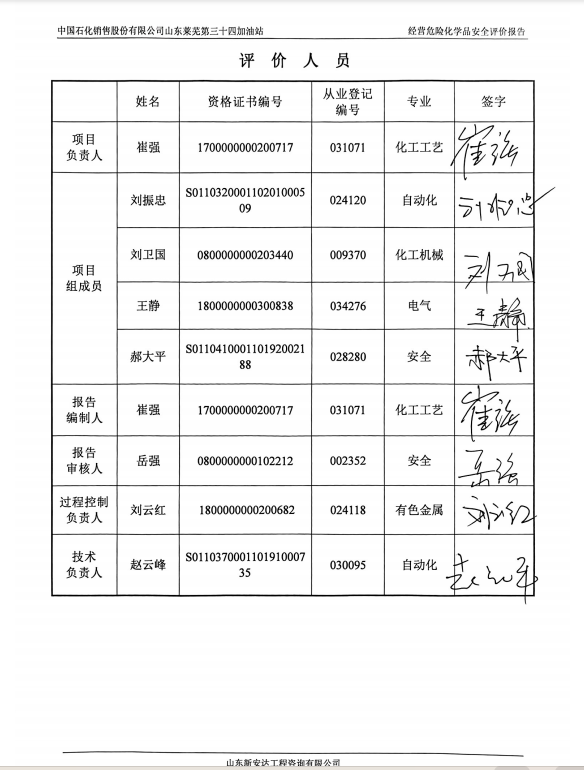 中国石化销售股份有限公司山东莱芜第三十四加油站 经营危险化学品安全评价报告
评价人员
姓名 资格证书编号 从业登记编号 专业 签字
项目负责人 崔强 1700000000200717 031071 化工工艺 崔强
项目组成员 刘振忠 S011032000110201000509 024120 自动化 刘振忠
刘卫国 0800000000203440 009370 化工机械 刘卫国
王静 1800000000300838 034276 电气 王静
郝大平 S011041000110192002188 028280 安全 郝大平
报告编制人 崔强 1700000000200717 031071 化工工艺 崔强
报告审核人 岳强 0800000000102212 002352 安全 岳强
过程控制负责人 刘云红 1800000000200682 024118 有色金属 刘云红
技术负责人 赵云峰 S011037000110191000735 030095 自动化 赵云峰
山东新安达工程咨询有限公司